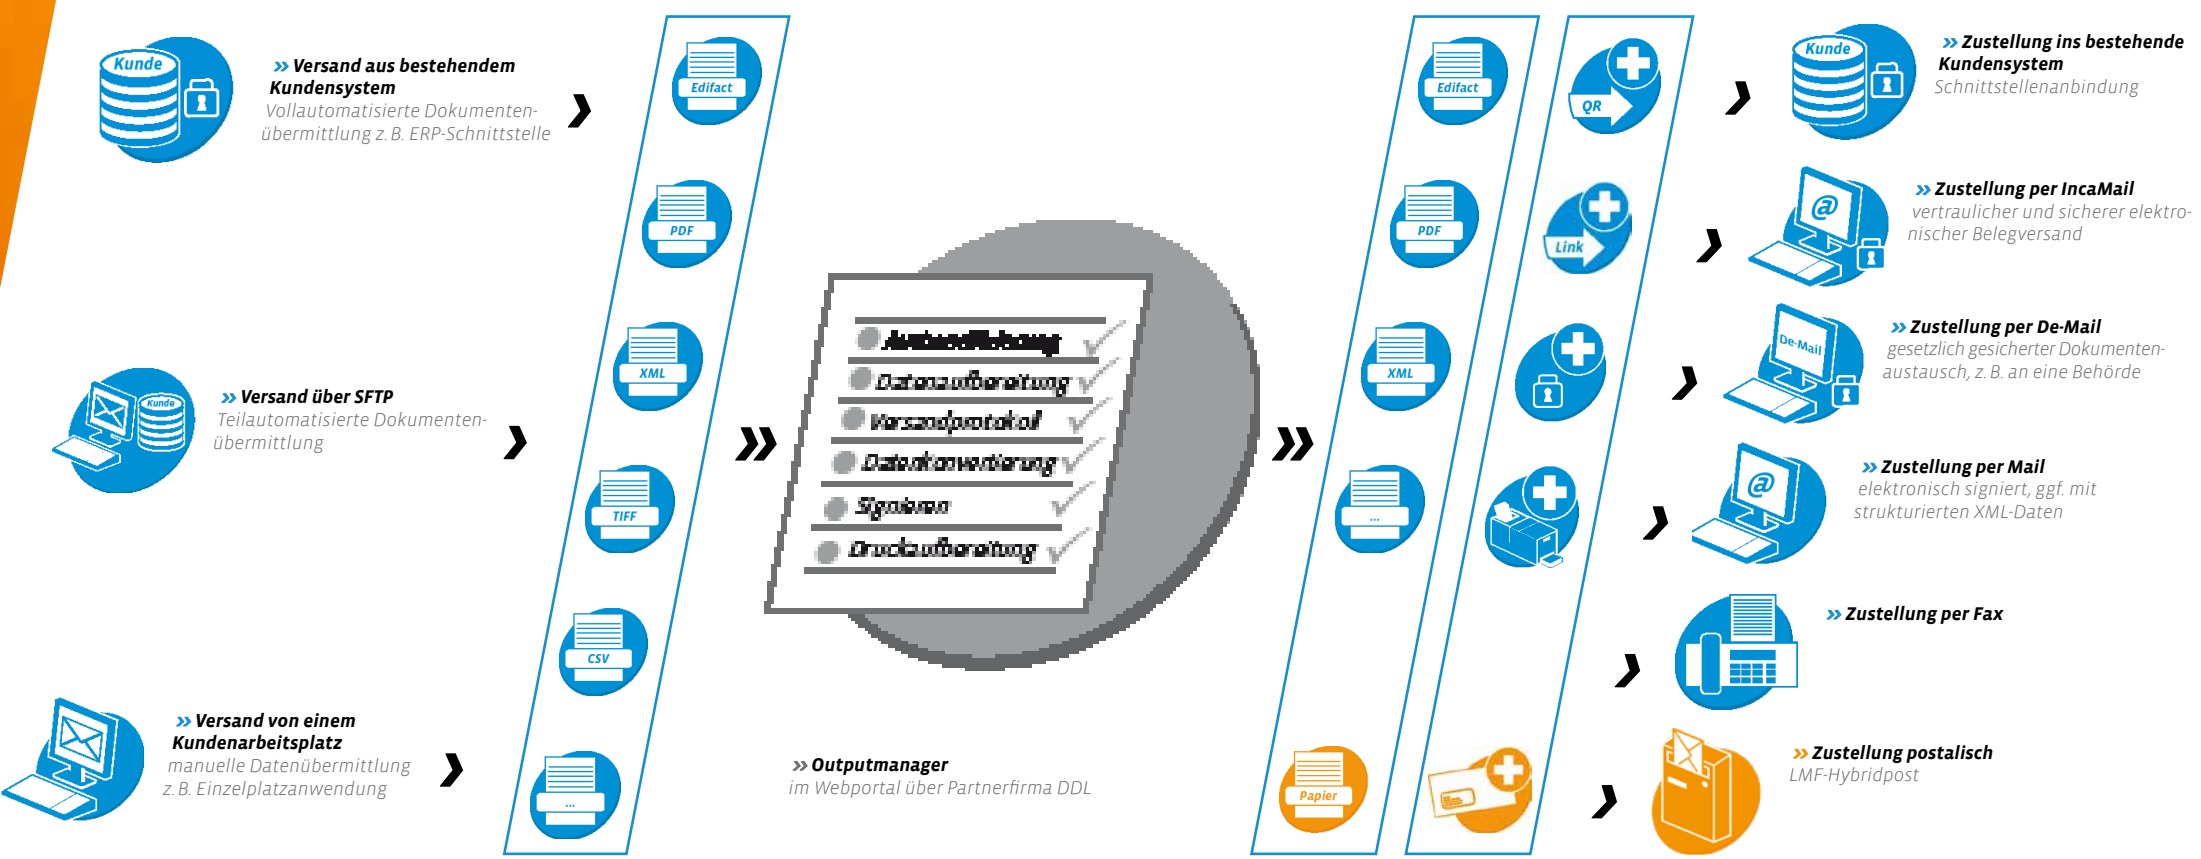 Kunde
» Versand aus bestehendem
Kundensystem
Vollautomatisierte Dokumenten-
übermittlung z. B. ERP-Schnittstelle
Kunde
» Versand über SFTP
Teilautomatisierte Dokumenten-
übermittlung
» Versand von einem
Kundenarbeitsplatz
manuelle Datenübermittlung
z. B. Einzelplatzanwendung
Edifact
PDF
XML
TIFF
CSV
...
Datenaufbereitung
Versandprotokoll
Datenkonvertierung
Signieren
Druckaufbereitung
» Outputmanager
im Webportal über Partnerfirma DDL
Edifact
PDF
XML
...
Papier
QR
Link
Kunde
» Zustellung ins bestehende
Kundensystem
Schnittstellenanbindung
@
» Zustellung per IncaMail
vertraulicher und sicherer elektro-
nischer Belegversand
De-Mail
» Zustellung per De-Mail
gesetzlich gesicherter Dokumenten-
austausch, z. B. an eine Behörde
@
» Zustellung per Mail
elektronisch signiert, ggf. mit
strukturierten XML-Daten
» Zustellung per Fax
» Zustellung postalisch
LMF-Hybridpost